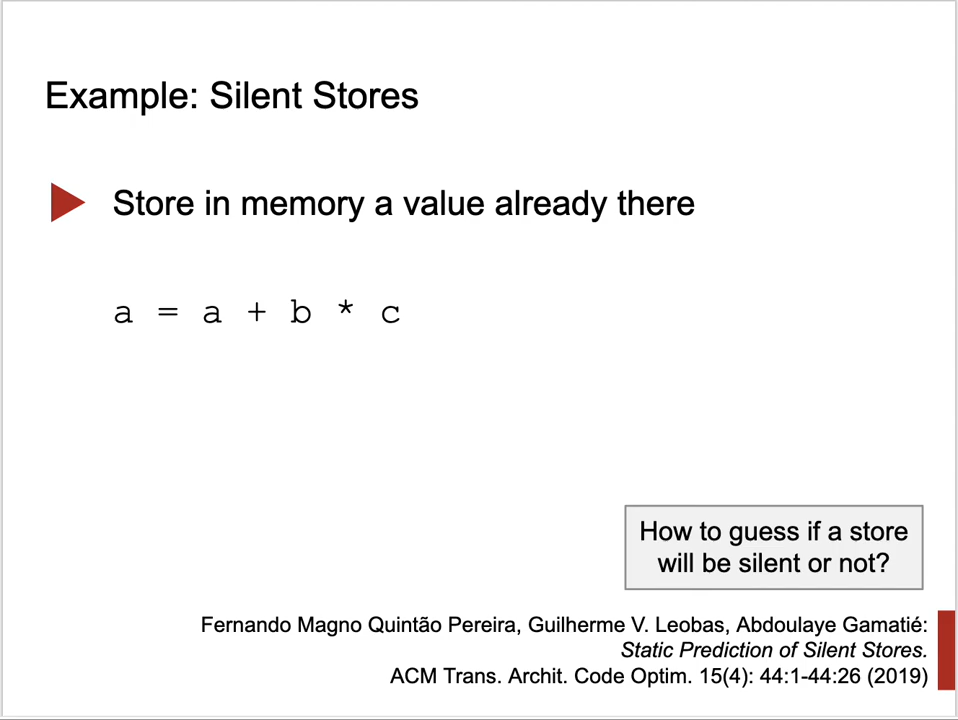 Example: Silent Stores
Store in memory a value already there
a = a + b * c
How to guess if a store
will be silent or not?
Fernando Magno Quintão Pereira, Guilherme V. Leobas, Abdoulaye Gamatié:
Static Prediction of Silent Stores.
ACM Trans. Archit. Code Optim. 15(4): 44:1-44:26 (2019)